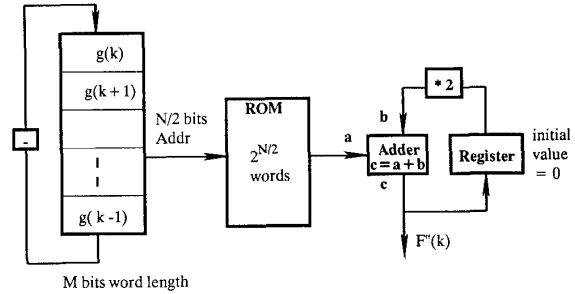 g(k)
g(k + 1)
g( k -1)
-
M bits word length
N/2 bits
Addr
ROM
2^N/2
words
a
b
* 2
Adder
c = a + b
c
Register
initial
value
= 0
F"(k)